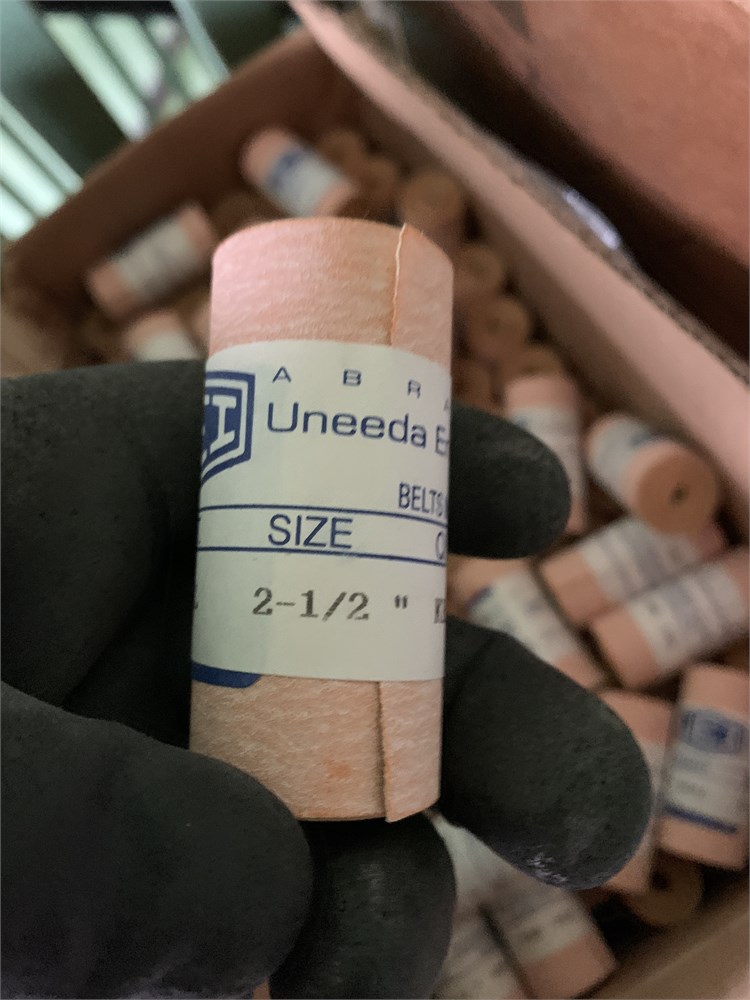 A B R
Uneeda E
BELTS
SIZE
2-1/2 "